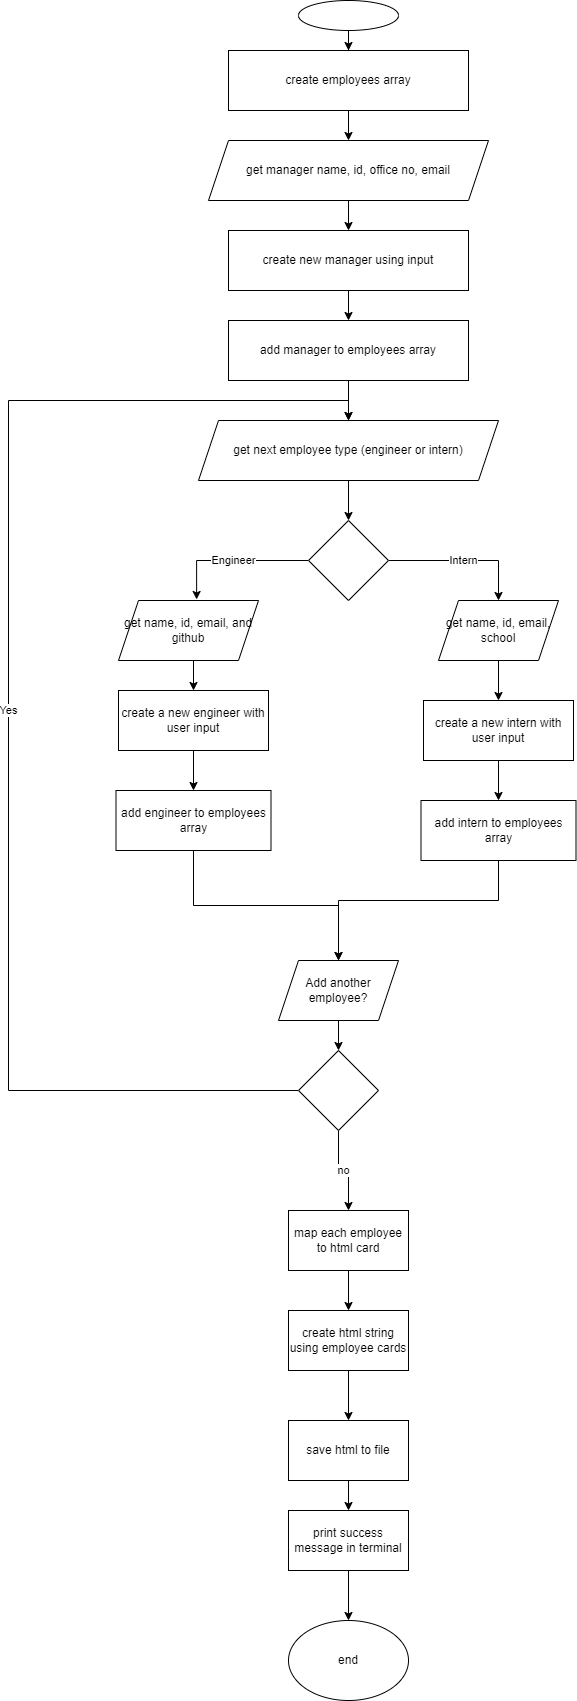 create employees array
get manager name, id, office no, email
create new manager using input
add manager to employees array
get next employee type (engineer or intern)
Engineer
Intern
get name, id, email, and
github
get name, id, email,
school
create a new engineer with
user input
create a new intern with
user input
Yes
add engineer to employees
array
add intern to employees
array
Add another
employee?
no
map each employee
to html card
create html string
using employee cards
save html to file
print success
message in terminal
end